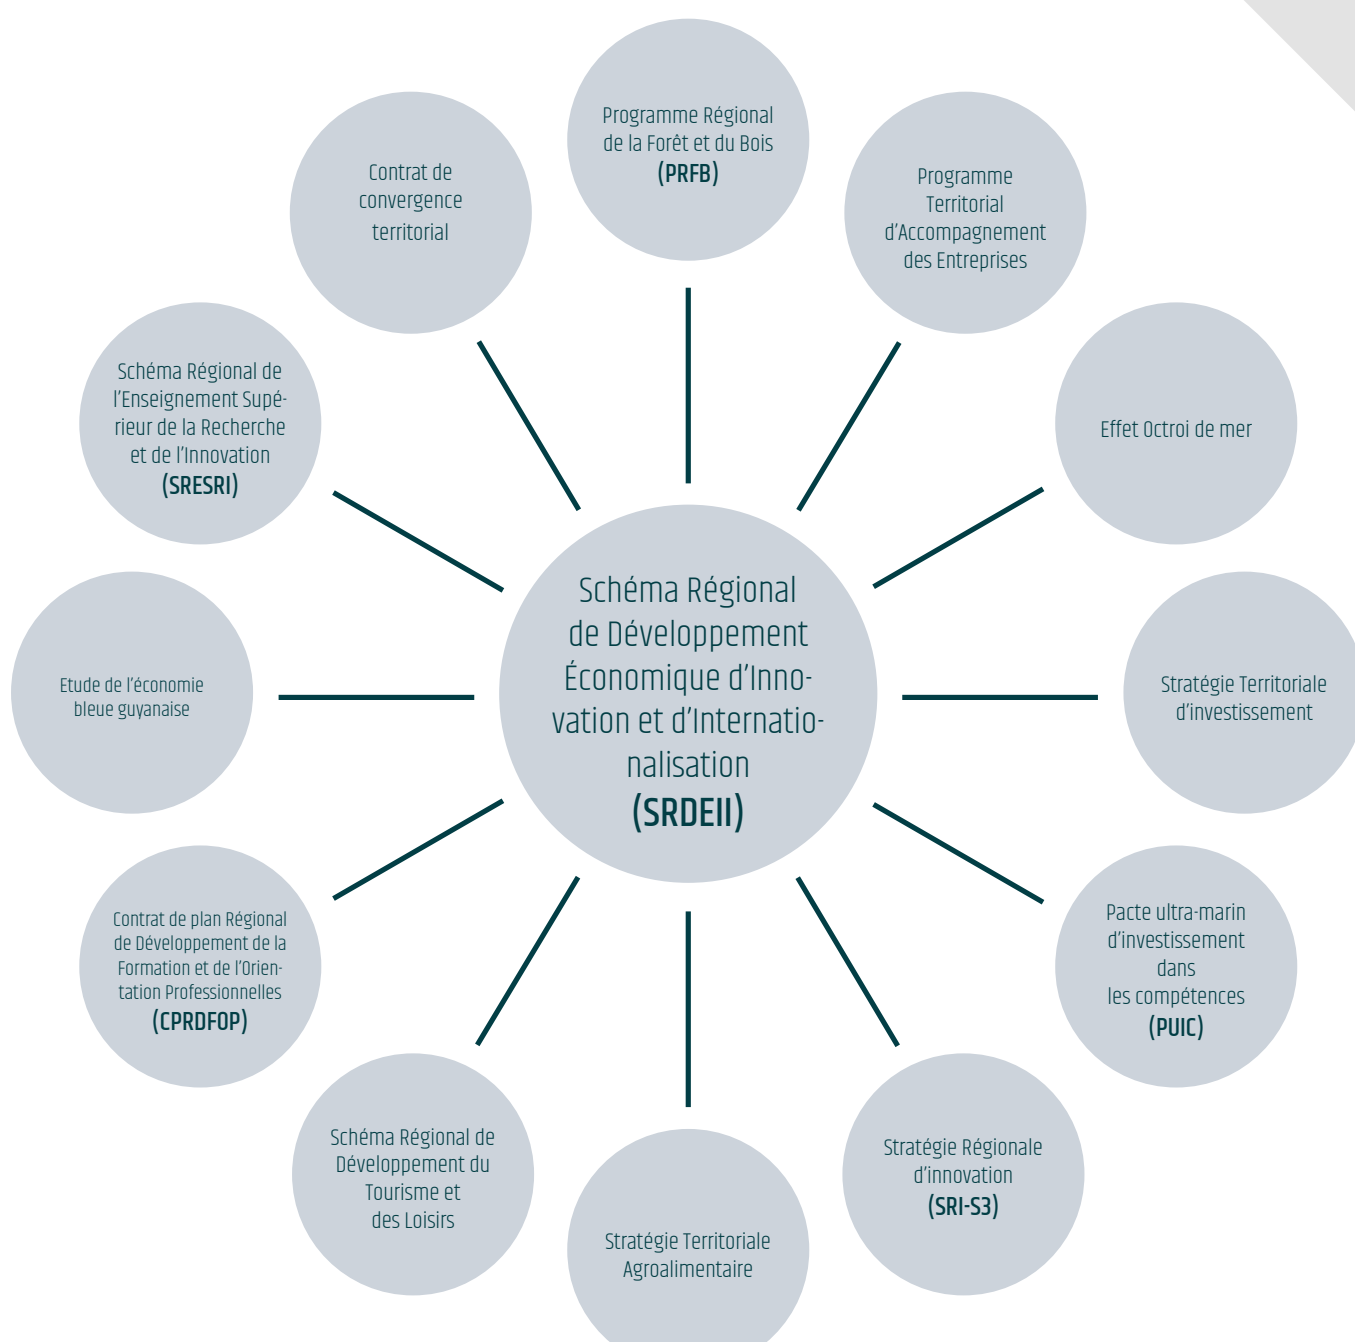 Programme Régional
de la Forêt et du Bois
(PRFB)
Contrat de
convergence
territorial
Programme
Territorial
d'Accompagnement
des Entreprises
Schéma Régional de
l'Enseignement Supé-
rieur de la Recherche
et de l'Innovation
(SRESRI)
Effet Octroi de mer
Schéma Régional
de Développement
Économique d'Inno-
vation et d'Internatio-
nalisation
(SRDEII)
Etude de l'économie
bleue guyanaise
Stratégie Territoriale
d'investissement
Contrat de plan Régional
de Développement de la
Formation et de l'Orien-
tation Professionnelles
(CPRDFOP)
Pacte ultra-marin
d'investissement
dans
les compétences
(PUIC)
Schéma Régional de
Développement du
Tourisme et
des Loisirs
Stratégie Régionale
d'innovation
(SRI-S3)
Stratégie Territoriale
Agroalimentaire